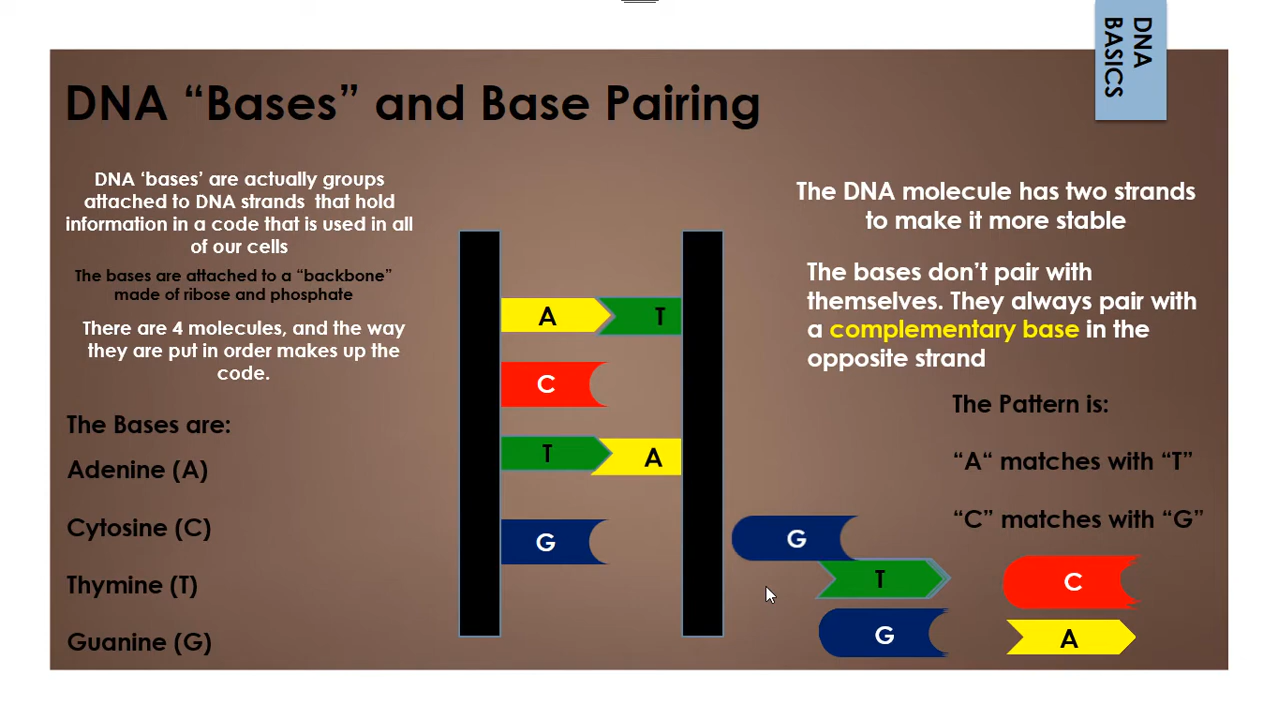 DNA
BASICS
DNA “Bases” and Base Pairing
DNA ‘bases’ are actually groups
attached to DNA strands that hold
information in a code that is used in all
of our cells
The bases are attached to a “backbone”
made of ribose and phosphate
There are 4 molecules, and the way
they are put in order makes up the
code.
The Bases are:
Adenine (A)
Cytosine (C)
Thymine (T)
Guanine (G)
A T
C
T A
G
The DNA molecule has two strands
to make it more stable
The bases don’t pair with
themselves. They always pair with
a complementary base in the
opposite strand
The Pattern is:
“A“ matches with “T”
“C” matches with “G”
G
T
C
G
A